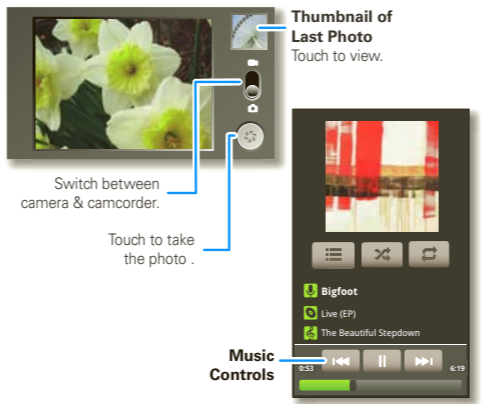 Thumbnail of
Last Photo
Touch to view.
Switch between
camera & camcorder.
Touch to take
the photo .
Bigfoot
Live (EP)
The Beautiful Stepdown
Music
Controls
0:53
6:19